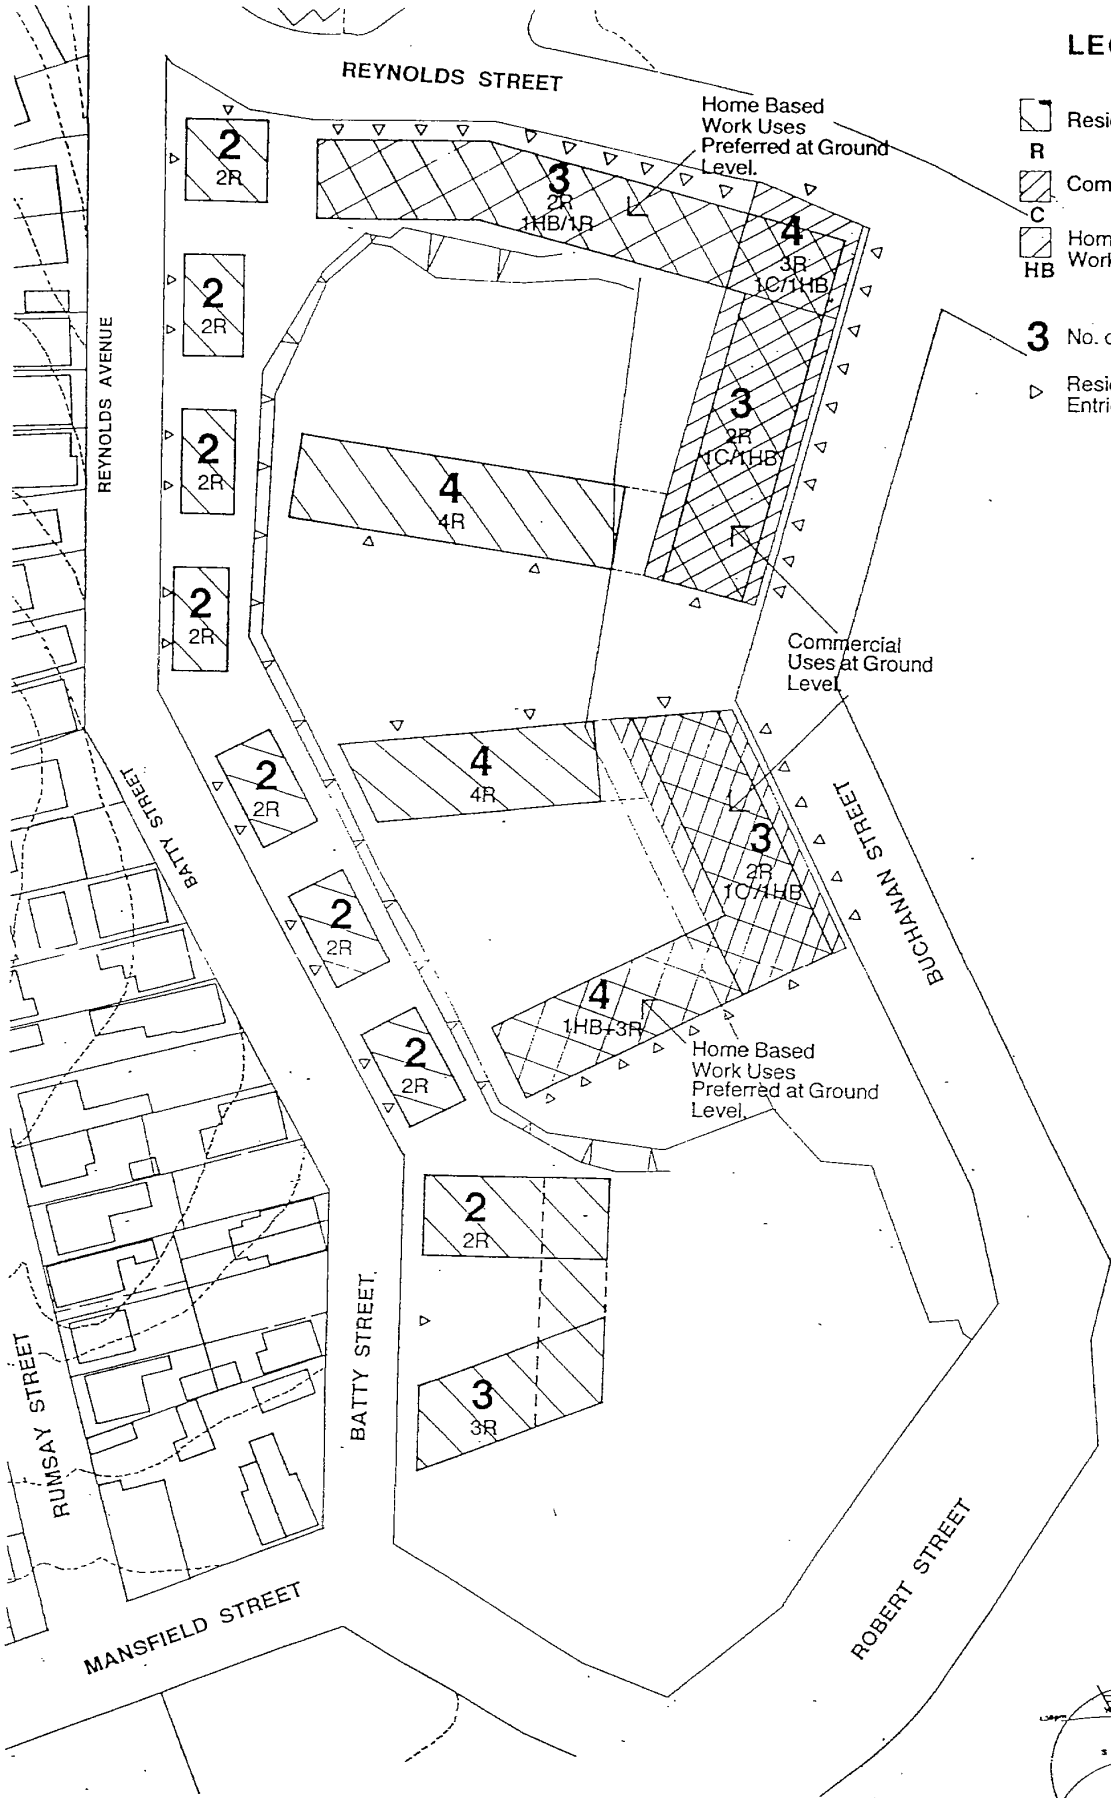 REYNOLDS STREET
Home Based
Work Uses
Preferred at Ground
Level.
R
C
HB
3
2
2R
3
2R
1HB/1R
4
3R
1C/1HB
2
2R
REYNOLDS AVENUE
3
2R
1C/1HB
2
2R
4
4R
2
2R
Commercial
Uses at Ground
Level
2
2R
4
4R
BATTY STREET
BUCHANAN STREET
3
2R
1C/1HB
2
2R
4
1HB+3R
2
2R
Home Based
Work Uses
Preferred at Ground
Level.
2
2R
BATTY STREET
RUMSAY STREET
3
3R
MANSFIELD STREET
ROBERT STREET